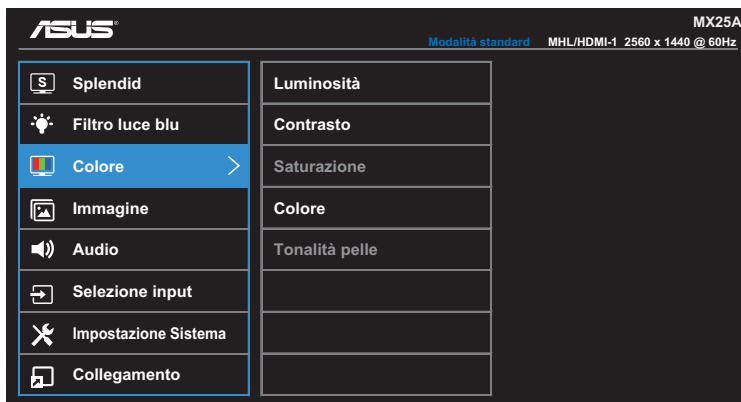 ASUS
MX25A
Modalità standard MHL/HDMI-1 2560 x 1440 @ 60Hz
S Splendid
Filtro luce blu
Colore
Immagine
Audio
Selezione input
Impostazione Sistema
Collegamento
Luminosità
Contrasto
Saturazione
Colore
Tonalità pelle